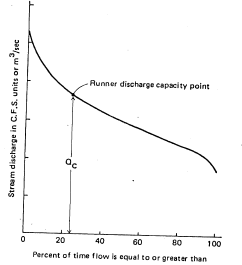 Stream discharge in C.F.S. units or m³/sec
Runner discharge capacity point
Qc
0
20
40
60
80
100
Percent of time flow is equal to or greater than